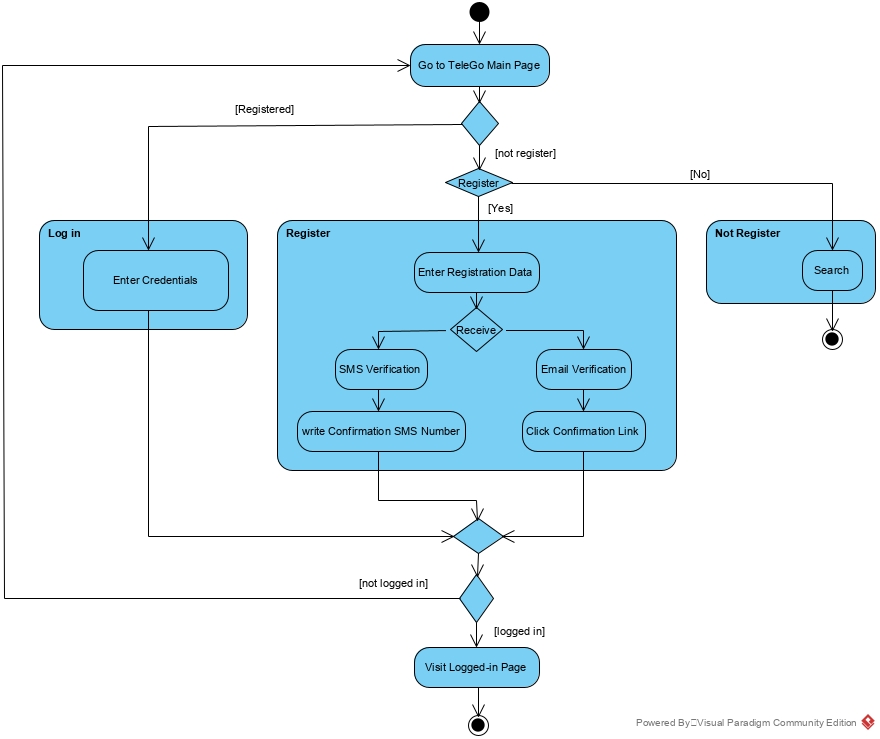 Go to TeleGo Main Page
[Registered]
[not register]
Register
[No]
[Yes]
Log in
Register
Not Register
Enter Credentials
Enter Registration Data
Search
Receive
SMS Verification
Email Verification
write Confirmation SMS Number
Click Confirmation Link
[not logged in]
[logged in]
Visit Logged-in Page
Powered By Visual Paradigm Community Edition